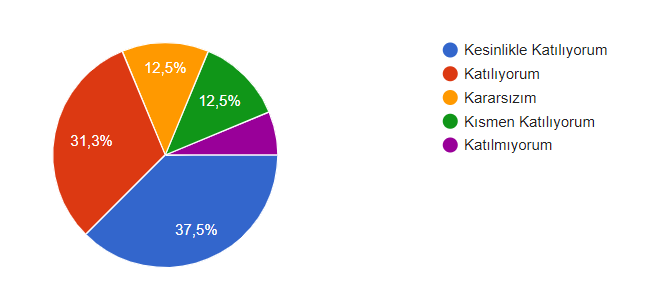 12,5%
12,5%
31,3%
37,5%
Kesinlikle Katılıyorum
Katılıyorum
Kararsızım
Kısmen Katılıyorum
Katılmıyorum